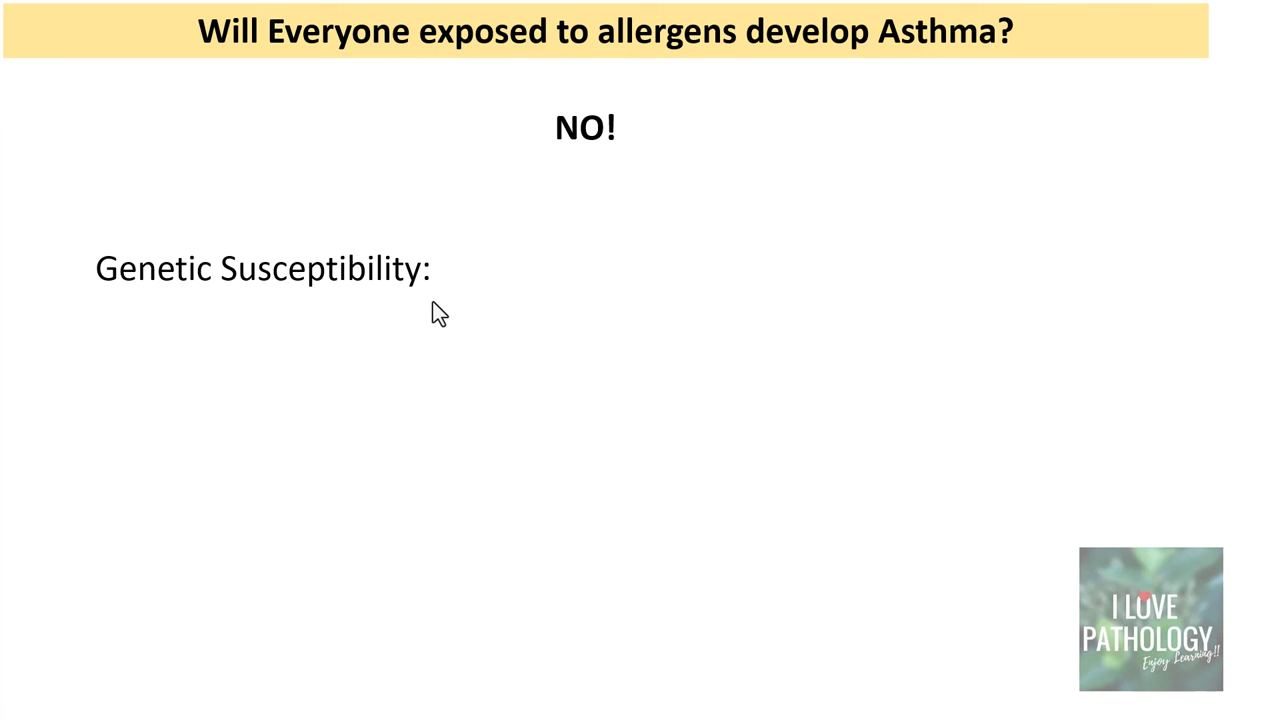 Will Everyone exposed to allergens develop Asthma?
NO!
Genetic Susceptibility:
I LOVE
PATHOLOGY
Enjoy Learning!!